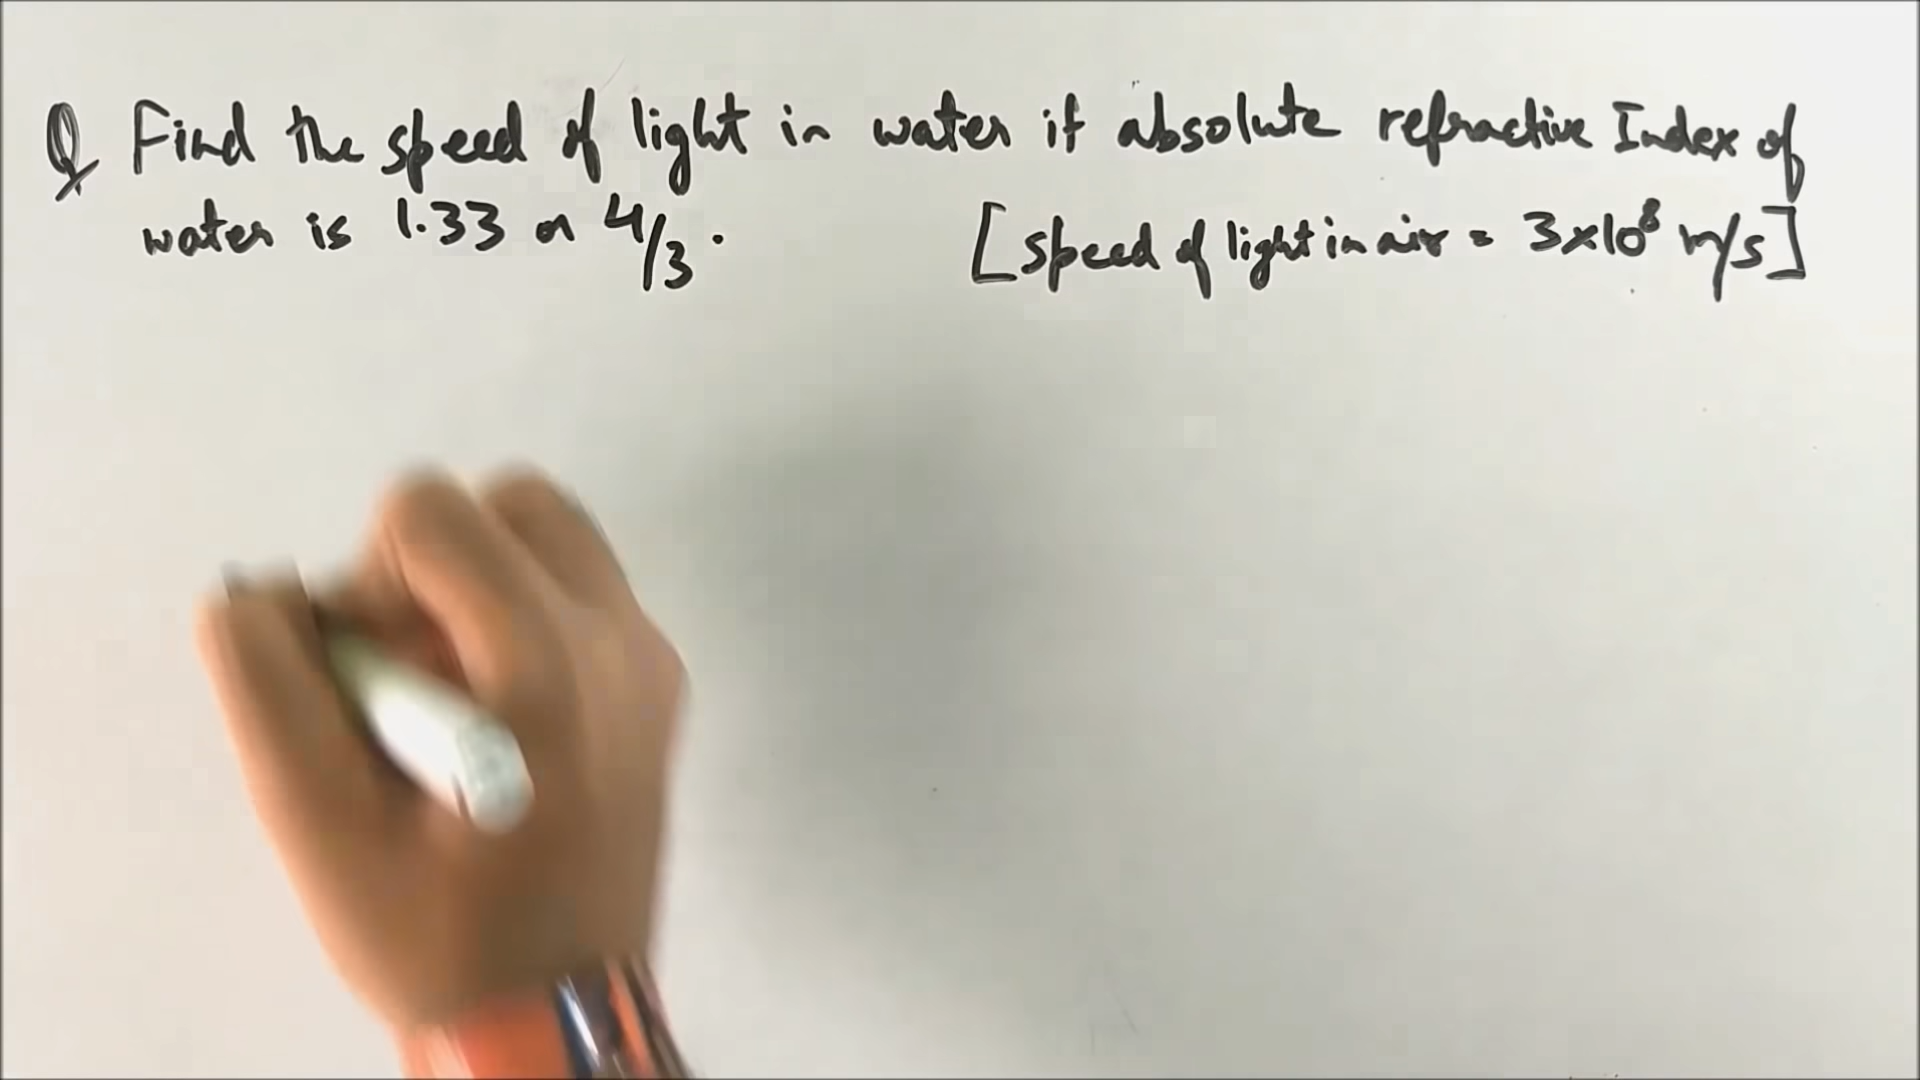 Q Find the speed of light in water if absolute refractive Index of
water is 1.33 or 4/3. [speed of light in air = 3×10⁸ m/s]